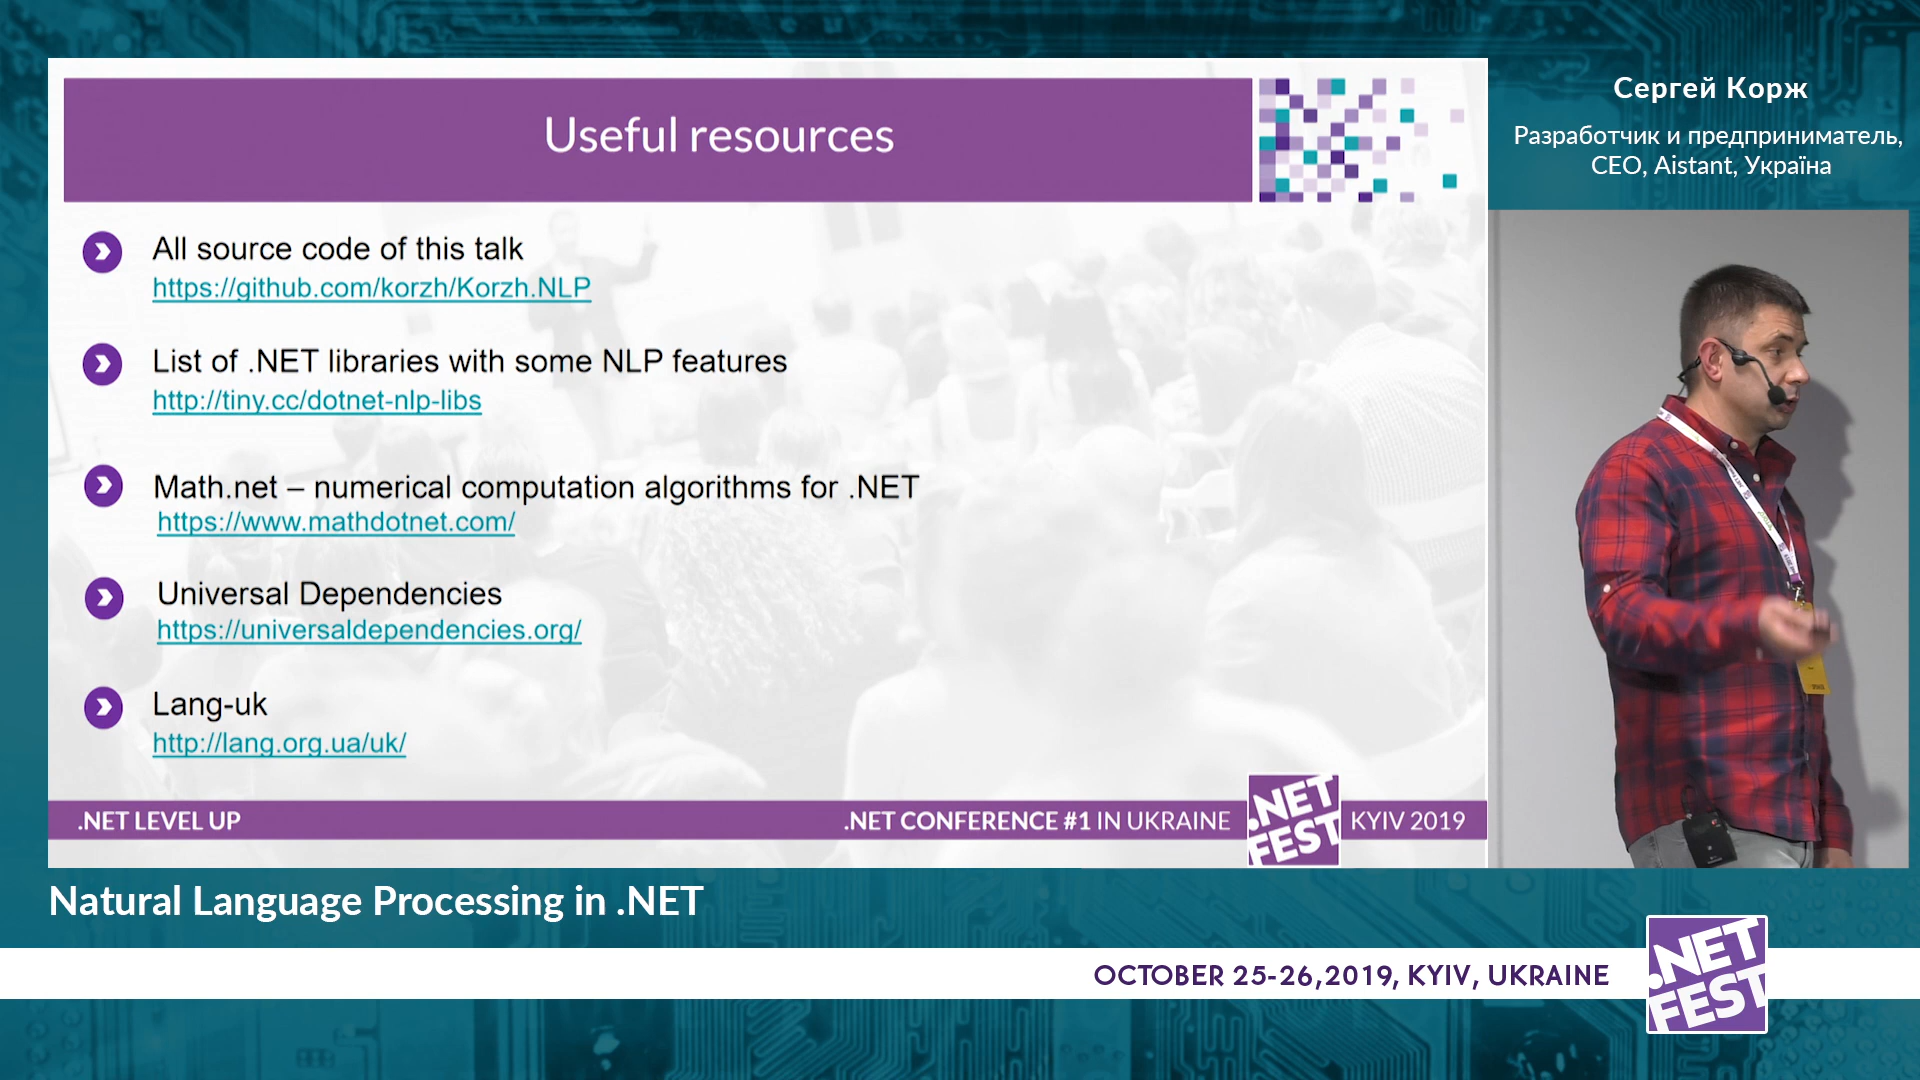 Useful resources
All source code of this talk
https://github.com/korzh/Korzh.NLP
List of .NET libraries with some NLP features
http://tiny.cc/dotnet-nlp-libs
Math.net – numerical computation algorithms for .NET
https://www.mathdotnet.com/
Universal Dependencies
https://universaldependencies.org/
Lang-uk
http://lang.org.ua/uk/
.NET LEVEL UP
.NET CONFERENCE #1 IN UKRAINE
.NET
FEST
KYIV 2019
Сергей Корж
Разработчик и предприниматель,
CEO, Aistant, Україна
Natural Language Processing in .NET
OCTOBER 25-26,2019, KYIV, UKRAINE
.NET
FEST